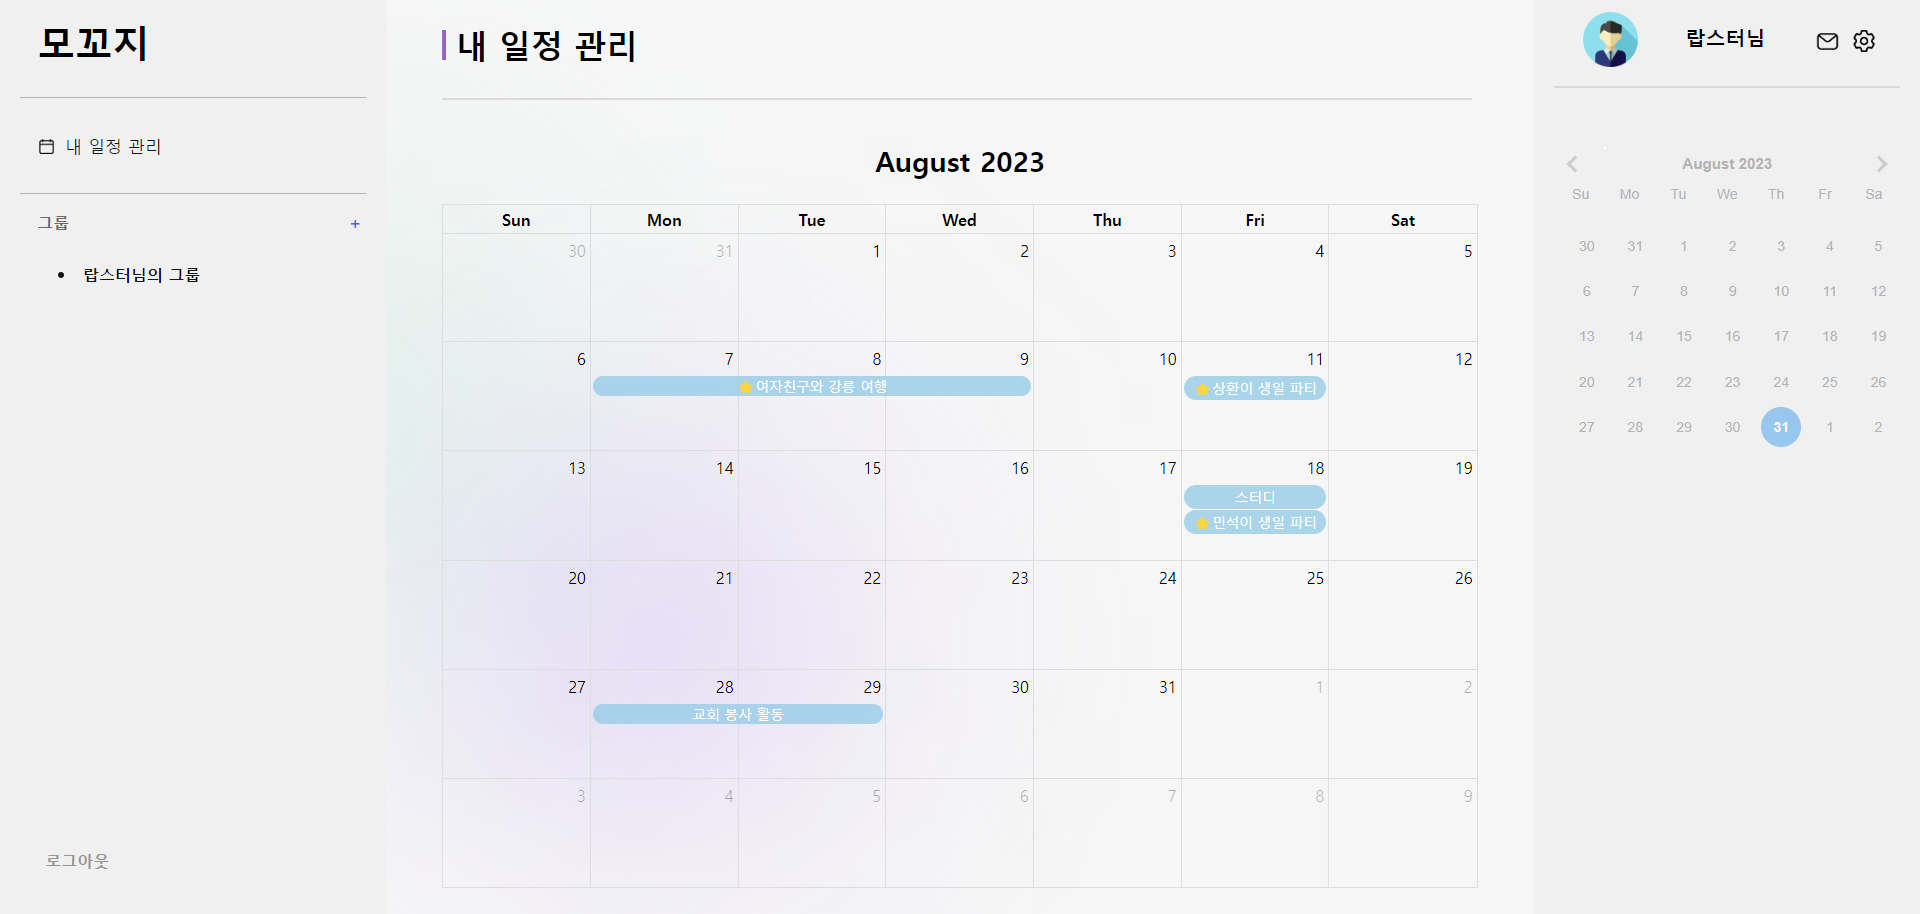 모꼬지
내 일정 관리
그룹 +
랍스터님의 그룹
로그아웃
내 일정 관리
August 2023
Sun Mon Tue Wed Thu Fri Sat
30 31 1 2 3 4 5
6 7 8 9 10 11 12
여자친구와 강릉 여행 상환이 생일 파티
13 14 15 16 17 18 19
스터디
민석이 생일 파티
20 21 22 23 24 25 26
27 28 29 30 31 1 2
교회 봉사 활동
3 4 5 6 7 8 9
랍스터님
August 2023
Su Mo Tu We Th Fr Sa
30 31 1 2 3 4 5
6 7 8 9 10 11 12
13 14 15 16 17 18 19
20 21 22 23 24 25 26
27 28 29 30 31 1 2